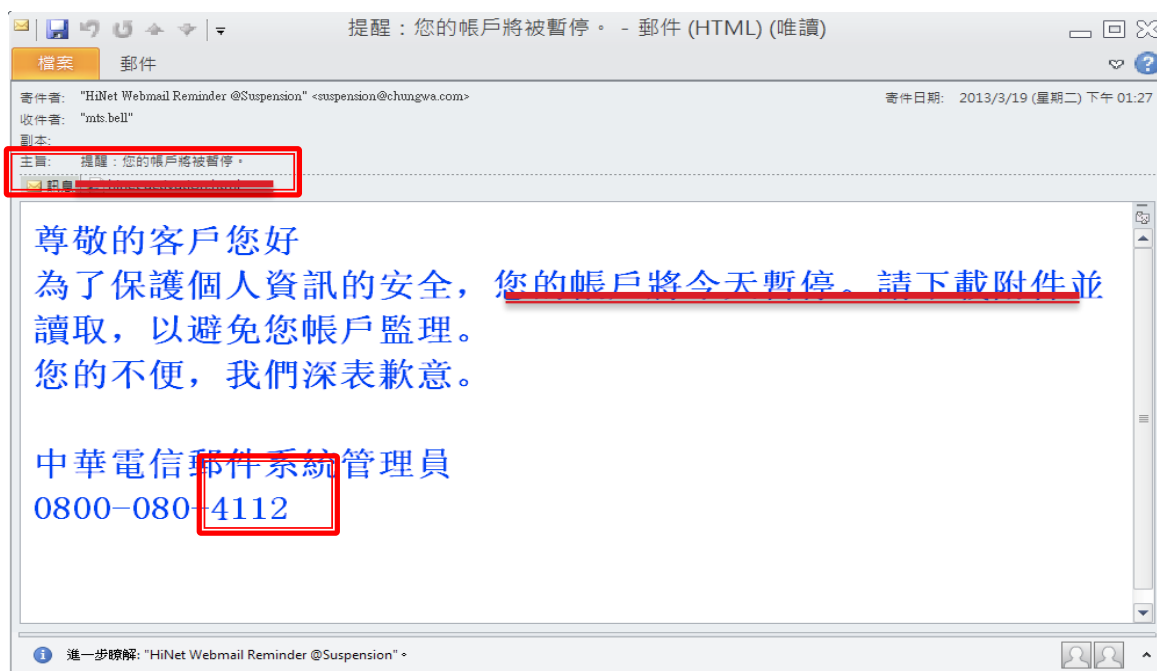 提醒：您的帳戶將被暫停。 - 郵件 (HTML) (唯讀)
檔案 郵件
寄件者: "HiNet Webmail Reminder @Suspension" <suspension@chungwa.com> 寄件日期: 2013/3/19 (星期二) 下午 01:27
收件者: "mts.bell"
副本:
主旨: 提醒：您的帳戶將被暫停。
訊息
尊敬的客戶您好
為了保護個人資訊的安全，您的帳戶將今天暫停。請下載附件並
讀取，以避免您帳戶監理。
您的不便，我們深表歉意。
中華電信郵件系統管理員
0800-080-4112
進一步瞭解: "HiNet Webmail Reminder @Suspension"。